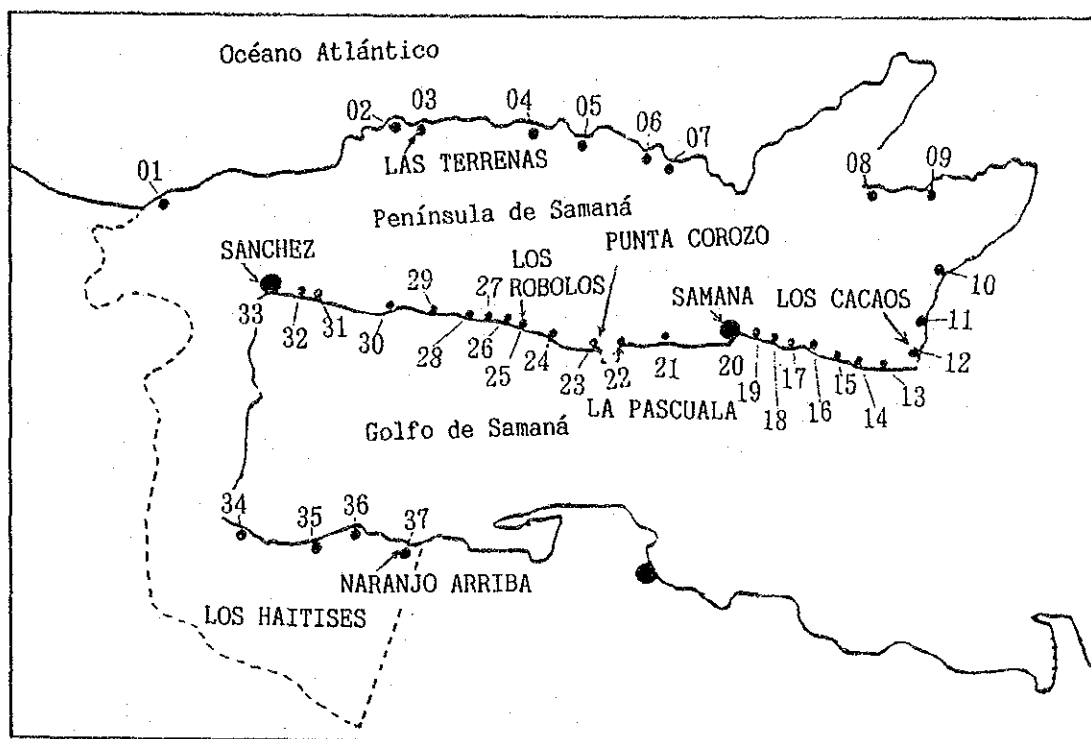 Océano Atlántico
02
03
04
05
06
07
LAS TERRENAS
01
08
09
Península de Samaná
SANCHEZ
PUNTA COROZO
LOS
ROBOLOS
29
27
SAMANA
LOS CACAOS
10
11
12
33
32
31
30
28
26
25
24
23
22
21
20
19
18
17
16
15
14
13
LA PASCUALA
Golfo de Samaná
34
35
36
37
NARANJO ARRIBA
LOS HAITISES